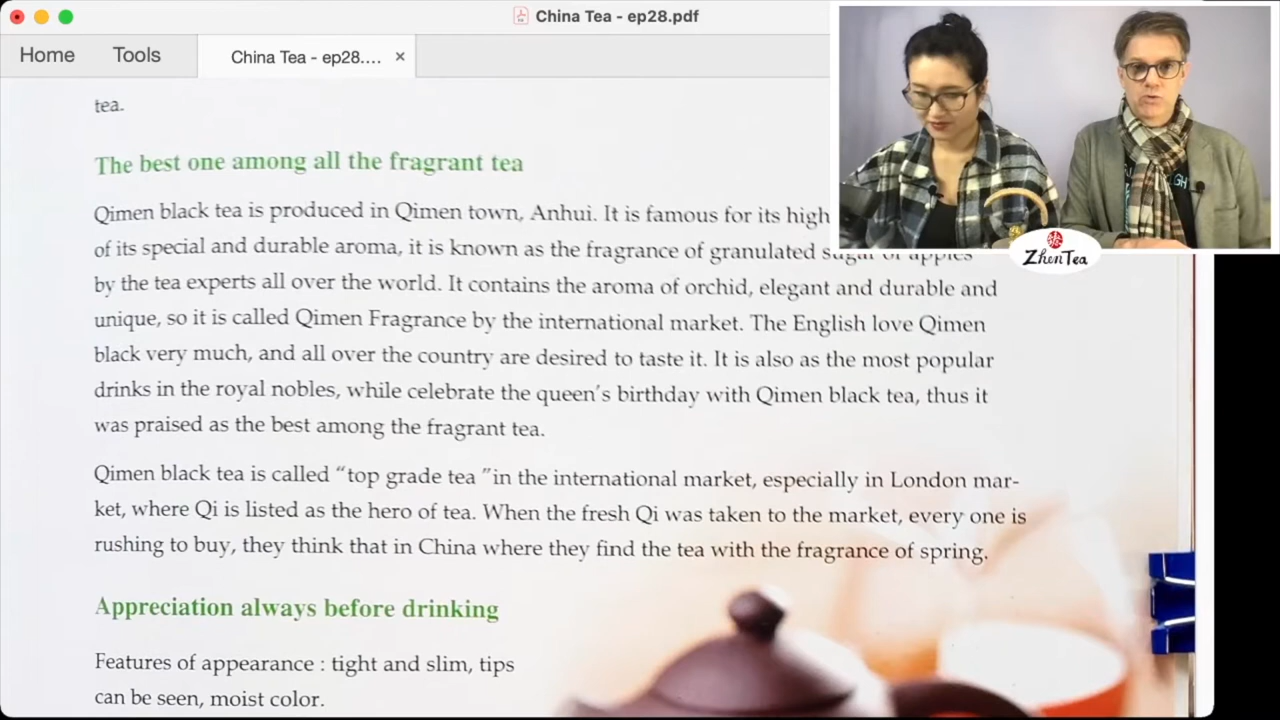 China Tea - ep28.pdf
Home
Tools
China Tea - ep28....
tea.
The best one among all the fragrant tea
Qimen black tea is produced in Qimen town, Anhui. It is famous for its high
of its special and durable aroma, it is known as the fragrance of granulated sugar or apples
by the tea experts all over the world. It contains the aroma of orchid, elegant and durable and
unique, so it is called Qimen Fragrance by the international market. The English love Qimen
black very much, and all over the country are desired to taste it. It is also as the most popular
drinks in the royal nobles, while celebrate the queen's birthday with Qimen black tea, thus it
was praised as the best among the fragrant tea.
Qimen black tea is called "top grade tea "in the international market, especially in London mar-
ket, where Qi is listed as the hero of tea. When the fresh Qi was taken to the market, every one is
rushing to buy, they think that in China where they find the tea with the fragrance of spring.
Appreciation always before drinking
Features of appearance : tight and slim, tips
can be seen, moist color.
ZhenTea